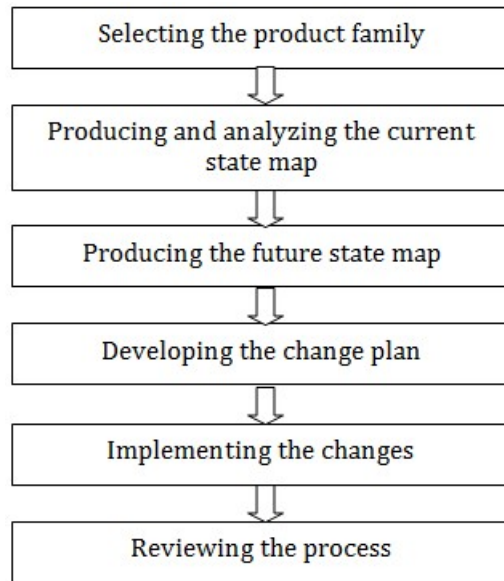 Selecting the product family
Producing and analyzing the current
state map
Producing the future state map
Developing the change plan
Implementing the changes
Reviewing the process